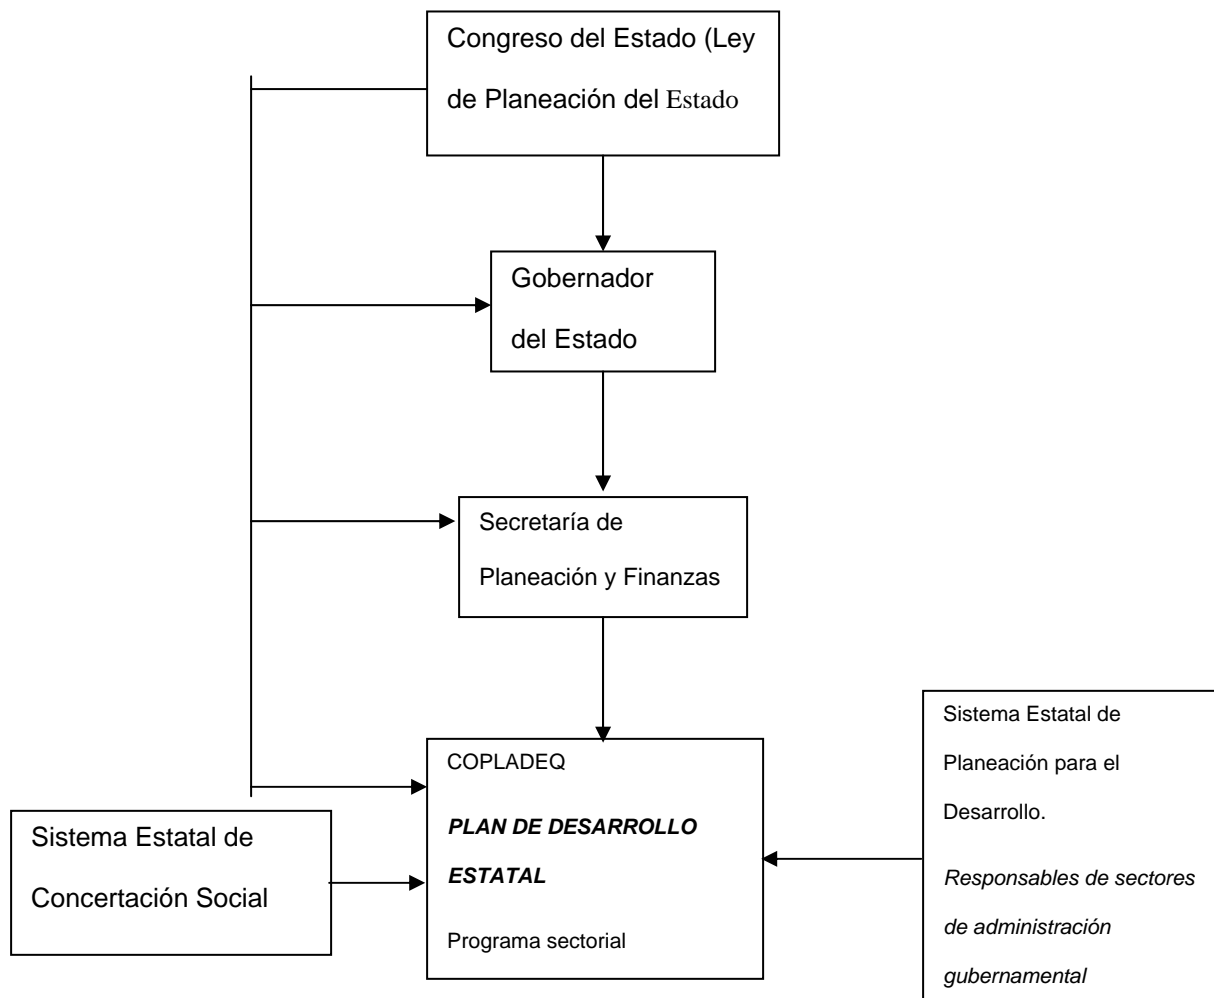 Congreso del Estado (Ley
de Planeación del Estado
Gobernador
del Estado
Secretaría de
Planeación y Finanzas
COPLADEQ
PLAN DE DESARROLLO
ESTATAL
Programa sectorial
Sistema Estatal de
Concertación Social
Sistema Estatal de
Planeación para el
Desarrollo.
Responsables de sectores
de administración
gubernamental